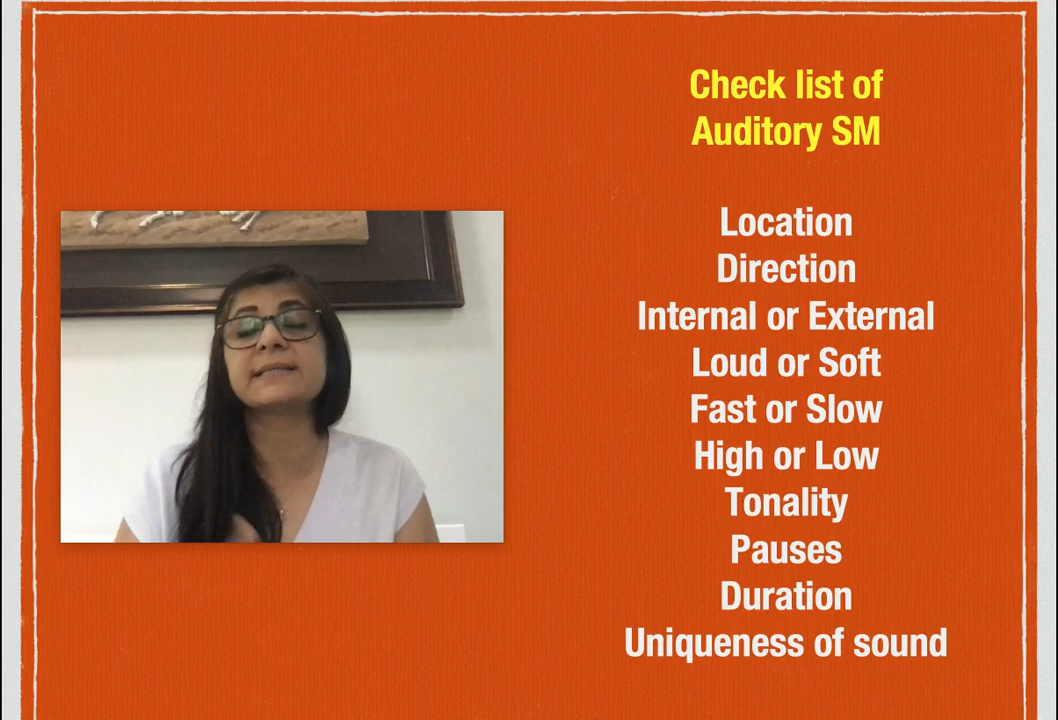 Check list of
Auditory SM
Location
Direction
Internal or External
Loud or Soft
Fast or Slow
High or Low
Tonality
Pauses
Duration
Uniqueness of sound